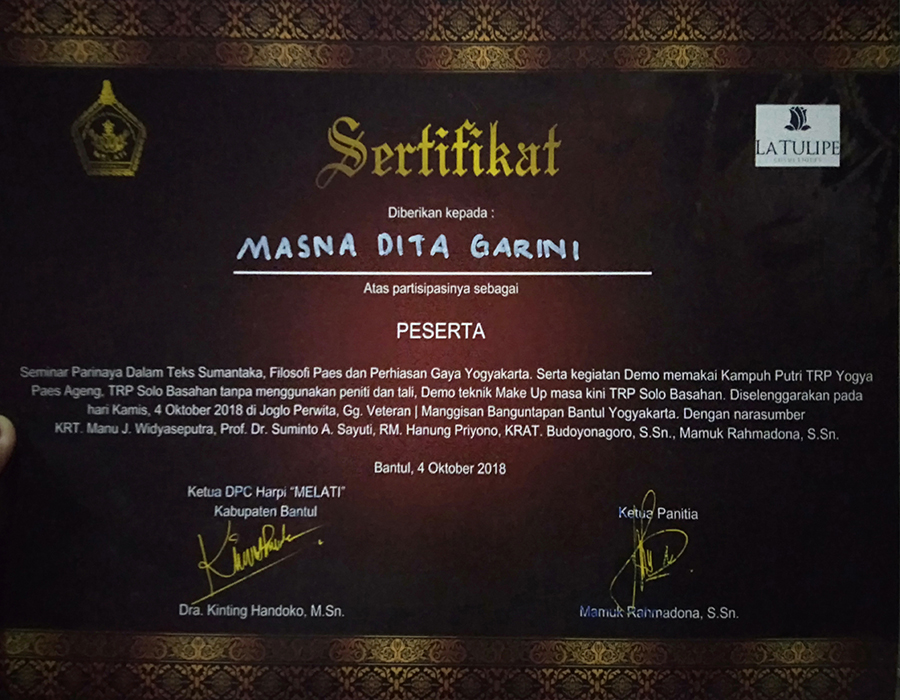 Sertifikat
LA TULIPE
Diberikan kepada :
MASNA DITA GARINI
Atas partisipasinya sebagai
PESERTA
Seminar Parinaya Dalam Teks Sumantaka, Filosofi Paes dan Perhiasan Gaya Yogyakarta. Serta kegiatan Demo memakai Kampuh Putri TRP Yogya
Paes Ageng, TRP Solo Basahan tanpa menggunakan peniti dan tali, Demo teknik Make Up masa kini TRP Solo Basahan. Diselenggarakan pada
hari Kamis, 4 Oktober 2018 di Joglo Perwita, Gg. Veteran | Manggisan Banguntapan Bantul Yogyakarta. Dengan narasumber
KRT. Manu J. Widyaseputra, Prof. Dr. Suminto A. Sayuti, RM. Hanung Priyono, KRAT. Budoyonagoro, S.Sn., Mamuk Rahmadona, S.Sn.
Bantul, 4 Oktober 2018
Ketua DPC Harpi "MELATI"
Kabupaten Bantul
Dra. Kinting Handoko, M.Sn.
Ketua Panitia
Mamuk Rahmadona, S.Sn.